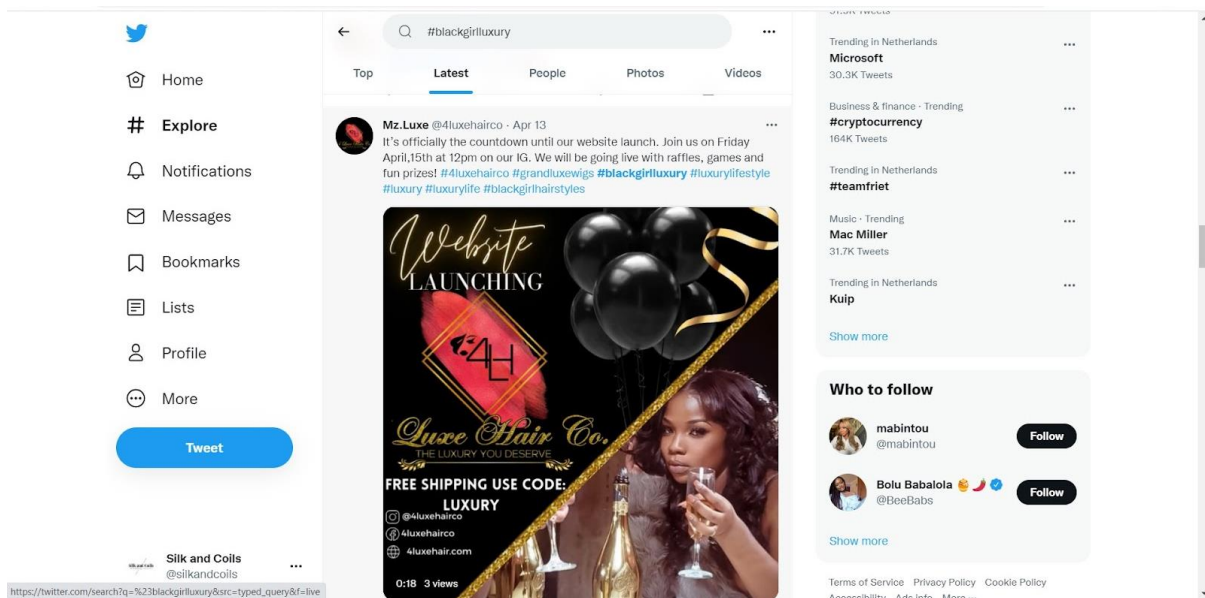 #blackgirlluxury
Top
Latest
People
Photos
Videos
Home
Explore
Notifications
Messages
Bookmarks
Lists
Profile
More
Tweet
Silk and Coils
@silkandcoils
https://twitter.com/search?q=%23blackgirlluxury&src=typed_query&f=live
Mz.Luxe @4luxehairco · Apr 13
It's officially the countdown until our website launch. Join us on Friday
April,15th at 12pm on our IG. We will be going live with raffles, games and
fun prizes! #4luxehairco #grandluxewigs #blackgirlluxury #luxurylifestyle
#luxury #luxurylife #blackgirlhairstyles
Website
LAUNCHING
4H
Luxe Hair Co.
THE LUXURY YOU DESERVE
FREE SHIPPING USE CODE:
LUXURY
@4luxehairco
4luxehairco
4luxehair.com
0:18 3 views
Trending in Netherlands
Microsoft
30.3K Tweets
Business & finance · Trending
#cryptocurrency
164K Tweets
Trending in Netherlands
#teamfriet
Music · Trending
Mac Miller
31.7K Tweets
Trending in Netherlands
Kuip
Show more
Who to follow
mabintou
@mabintou
Follow
Bolu Babalola
@BeeBabs
Follow
Show more
Terms of Service Privacy Policy Cookie Policy
Accessibility Ads info More